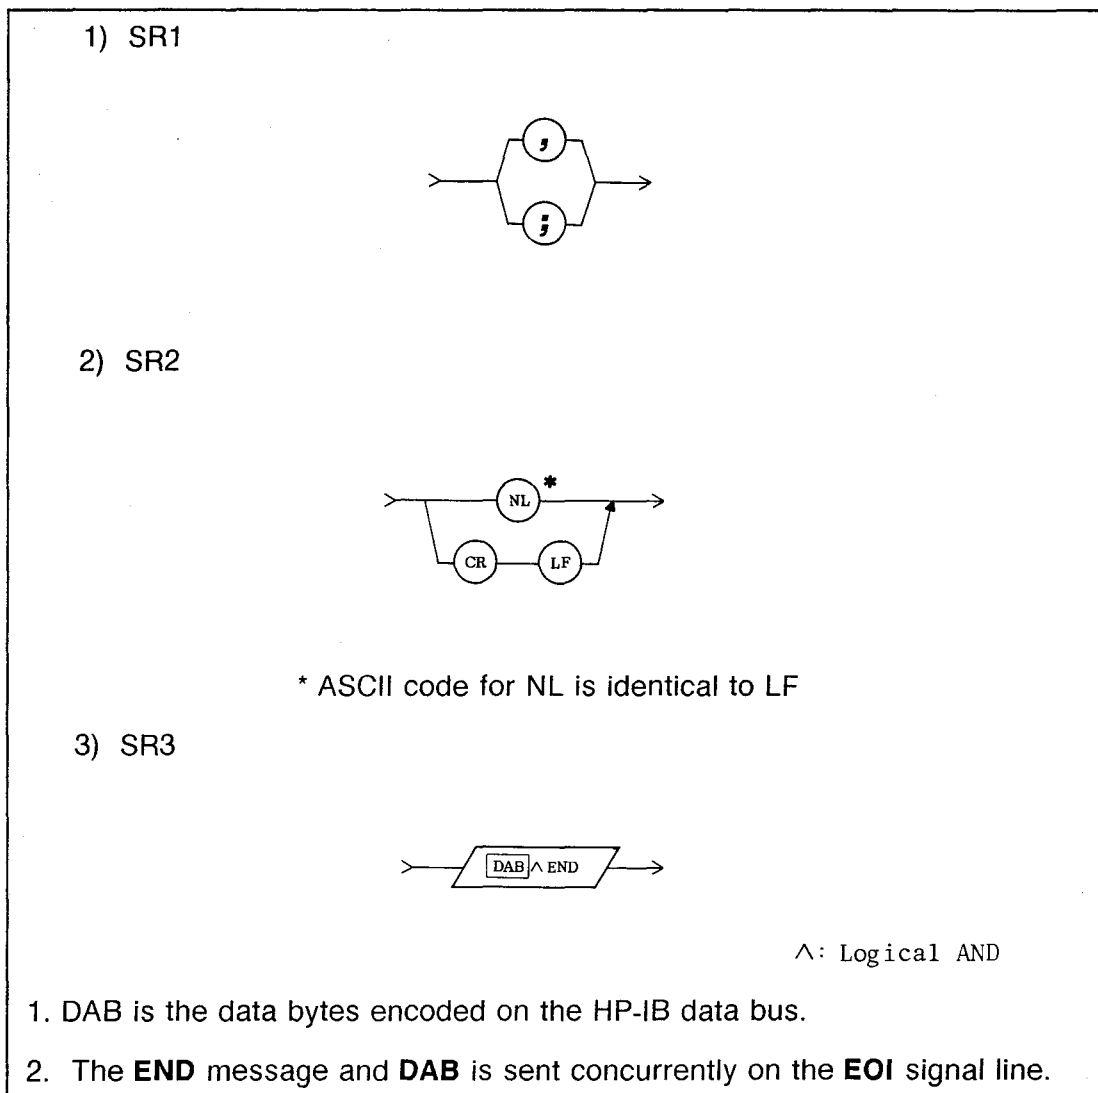 1) SR1
,
;
2) SR2
NL *
CR LF
* ASCII code for NL is identical to LF
3) SR3
DAB ∧ END
∧: Logical AND
1. DAB is the data bytes encoded on the HP-IB data bus.
2. The END message and DAB is sent concurrently on the EOI signal line.